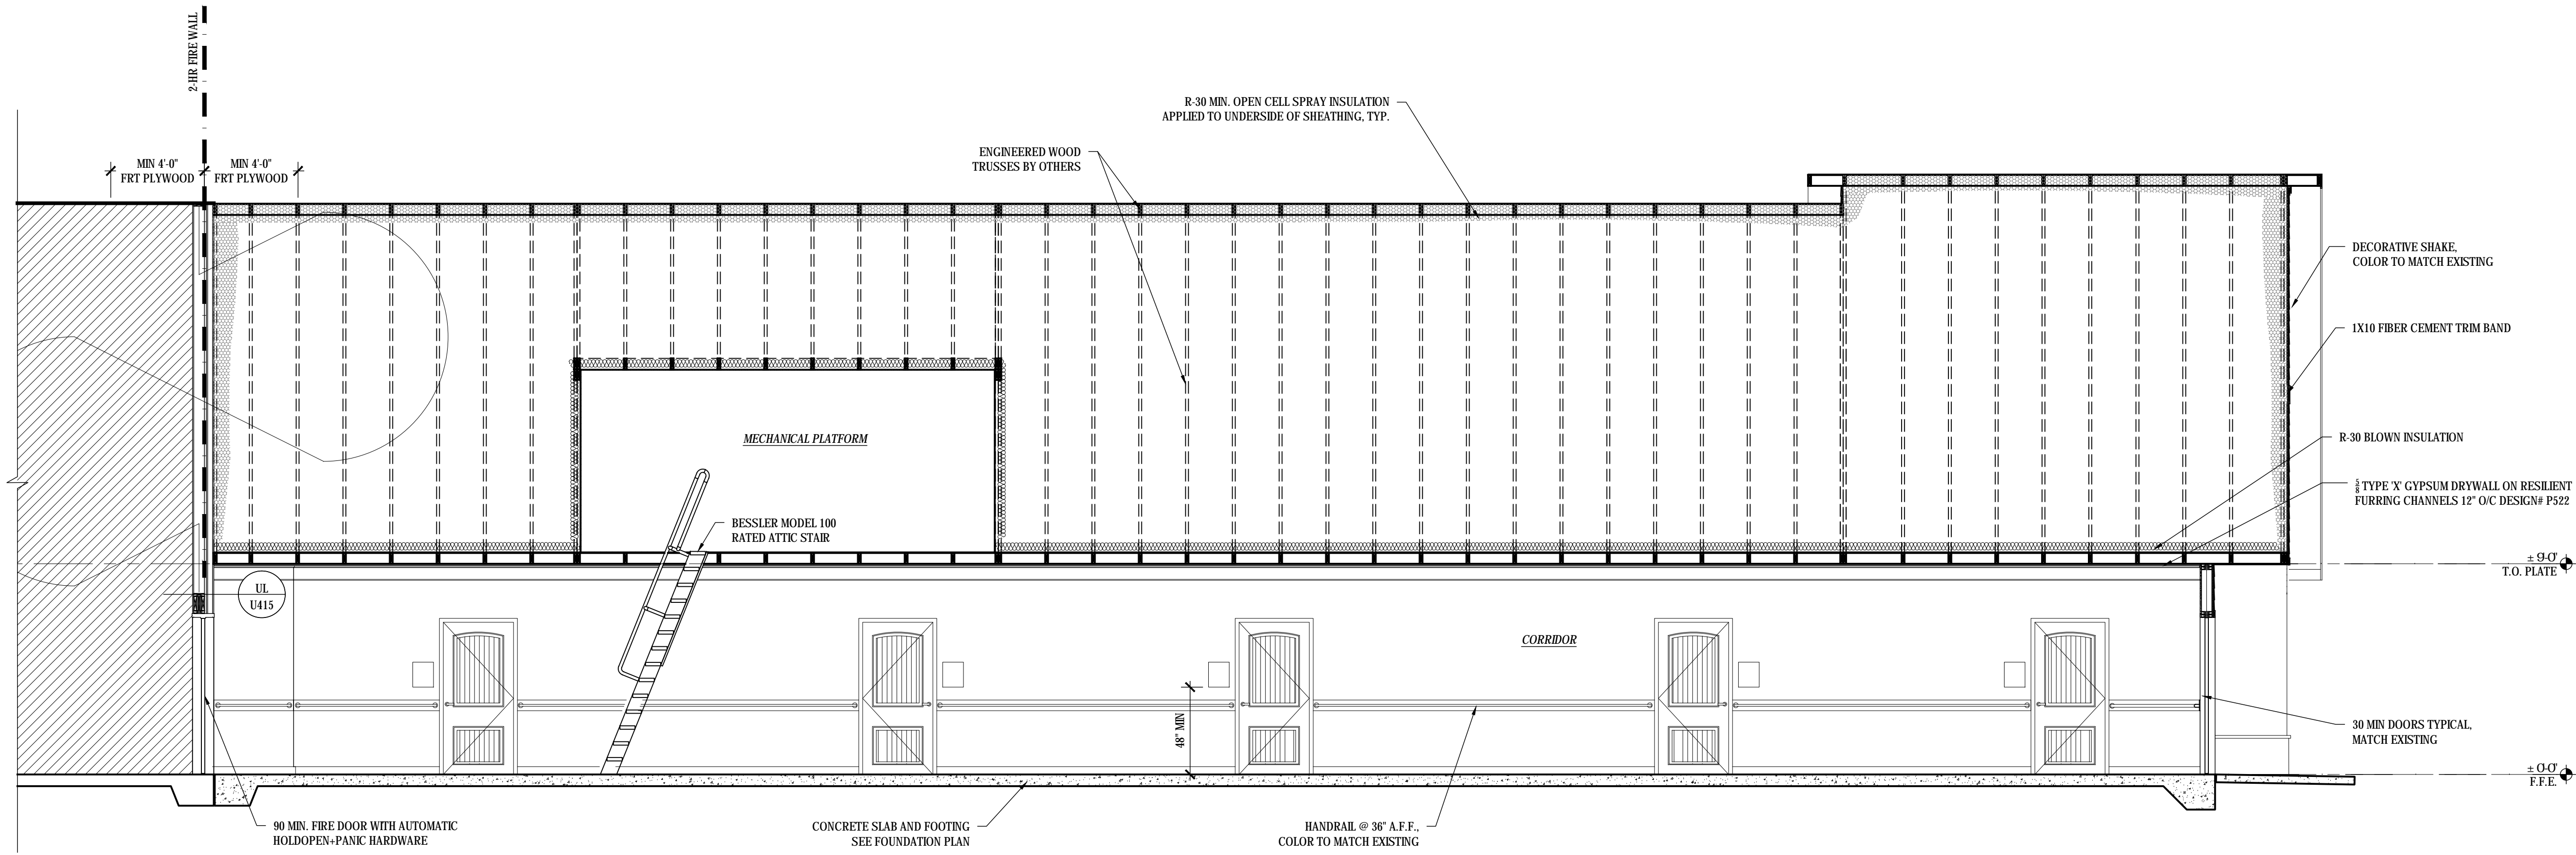 2-HR FIRE WALL
MIN 4'-0"
FRT PLYWOOD
MIN 4'-0"
FRT PLYWOOD
R-30 MIN. OPEN CELL SPRAY INSULATION
APPLIED TO UNDERSIDE OF SHEATHING, TYP.
ENGINEERED WOOD
TRUSSES BY OTHERS
DECORATIVE SHAKE,
COLOR TO MATCH EXISTING
1X10 FIBER CEMENT TRIM BAND
MECHANICAL PLATFORM
R-30 BLOWN INSULATION
5/8 TYPE 'X' GYPSUM DRYWALL ON RESILIENT
FURRING CHANNELS 12" O/C DESIGN# P522
BESSLER MODEL 100
RATED ATTIC STAIR
± 9'-0"
T.O. PLATE
UL
U415
CORRIDOR
48" MIN
30 MIN DOORS TYPICAL,
MATCH EXISTING
± 0'-0"
F.F.E.
90 MIN. FIRE DOOR WITH AUTOMATIC
HOLDOPEN+PANIC HARDWARE
CONCRETE SLAB AND FOOTING
SEE FOUNDATION PLAN
HANDRAIL @ 36" A.F.F.,
COLOR TO MATCH EXISTING